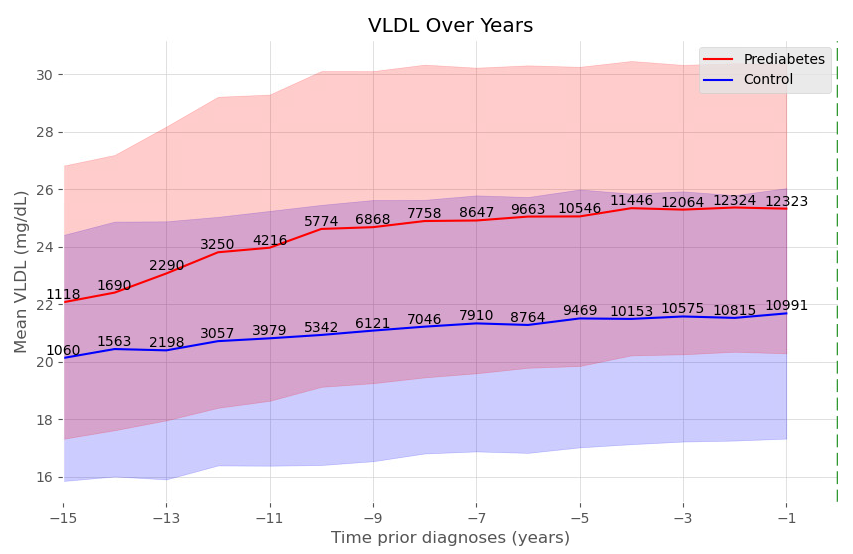 VLDL Over Years
Prediabetes
Control
Mean VLDL (mg/dL)
30
28
26
24
22
20
18
16
1118 1690 2290 3250 4216 5774 6868 7758 8647 9663 10546 11446 12064 12324 12323
1060 1563 2198 3057 3979 5342 6121 7046 7910 8764 9469 10153 10575 10815 10991
−15 −13 −11 −9 −7 −5 −3 −1
Time prior diagnoses (years)